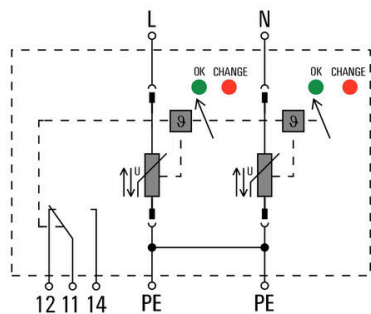 L N
OK CHANGE OK CHANGE
ϑ ϑ
U U
12 11 14 PE PE